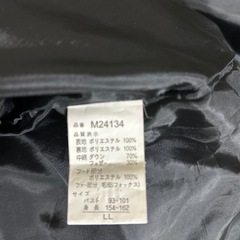 品番 M24134
品質表示
表地 ポリエステル 100%
裏地 ポリエステル 100%
中綿 ダウン 70%
フェザー 30%
フード部分
ポリエステル 100%
ファー部分 毛皮(フォックス)
サイズ
バスト 93-101
身長 154-162
LL